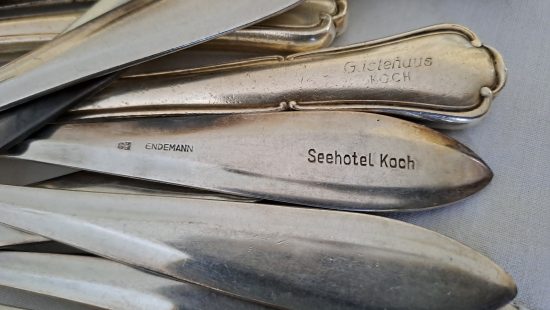 Gästehaus
KOCH
ENDEMANN
Seehotel Koch